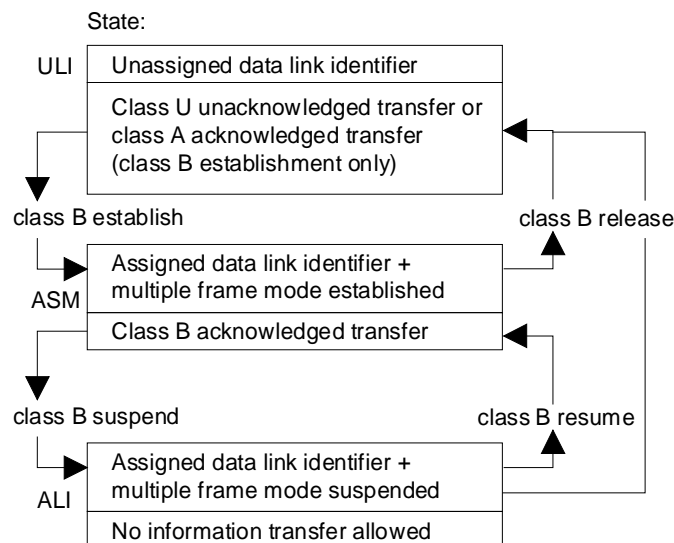 State:
ULI
Unassigned data link identifier
Class U unacknowledged transfer or
class A acknowledged transfer
(class B establishment only)
class B establish
class B release
ASM
Assigned data link identifier +
multiple frame mode established
Class B acknowledged transfer
class B suspend
class B resume
ALI
Assigned data link identifier +
multiple frame mode suspended
No information transfer allowed